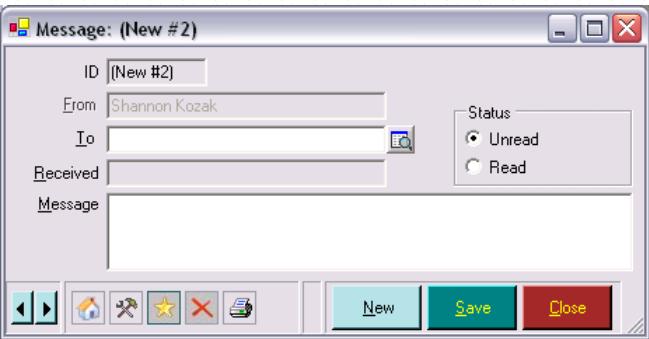 Message: (New #2)
ID (New #2)
From Shannon Kozak
To
Received
Message
Status
Unread
Read
New Save Close